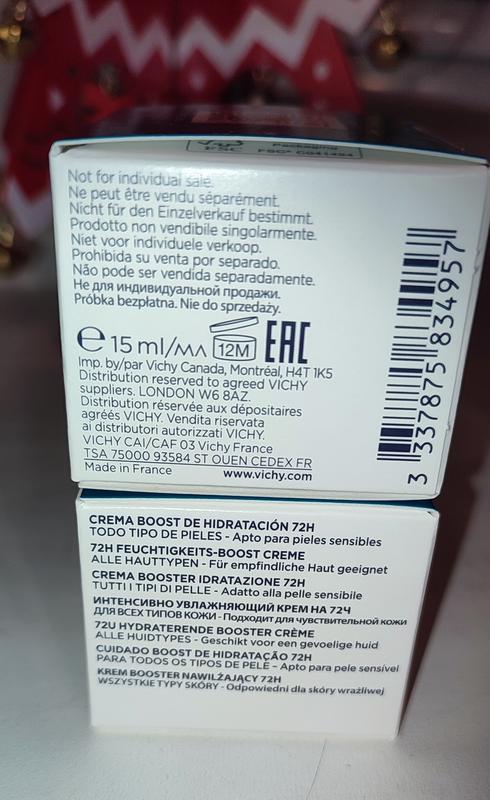 FSC
Packaging
FSC® C041494
Not for individual sale.
Ne peut être vendu séparément.
Nicht für den Einzelverkauf bestimmt.
Prodotto non vendibile singolarmente.
Niet voor individuele verkoop.
Prohibida su venta por separado.
Não pode ser vendida separadamente.
Не для индивидуальной продажи.
Próbka bezpłatna. Nie do sprzedaży.
e 15 ml/мл 12M EAC
Imp. by/par Vichy Canada, Montréal, H4T 1K5
Distribution reserved to agreed VICHY
suppliers. LONDON W6 8AZ.
Distribution réservée aux dépositaires
agréés VICHY. Vendita riservata
ai distributori autorizzati VICHY.
VICHY CAI/CAF 03 Vichy France
TSA 75000 93584 ST OUEN CEDEX FR
Made in France www.vichy.com
3 337875 834957
CREMA BOOST DE HIDRATACIÓN 72H
TODO TIPO DE PIELES - Apto para pieles sensibles
72H FEUCHTIGKEITS-BOOST CREME
ALLE HAUTTYPEN - Für empfindliche Haut geeignet
CREMA BOOSTER IDRATAZIONE 72H
TUTTI I TIPI DI PELLE - Adatto alla pelle sensibile
ИНТЕНСИВНО УВЛАЖНЯЮЩИЙ КРЕМ НА 72Ч
ДЛЯ ВСЕХ ТИПОВ КОЖИ - Подходит для чувствительной кожи
72U HYDRATERENDE BOOSTER CRÈME
ALLE HUIDTYPES - Geschikt voor een gevoelige huid
CUIDADO BOOST DE HIDRATAÇÃO 72H
PARA TODOS OS TIPOS DE PELE - Apto para pele sensível
KREM BOOSTER NAWILŻAJĄCY 72H
WSZYSTKIE TYPY SKÓRY - Odpowiedni dla skóry wrażliwej